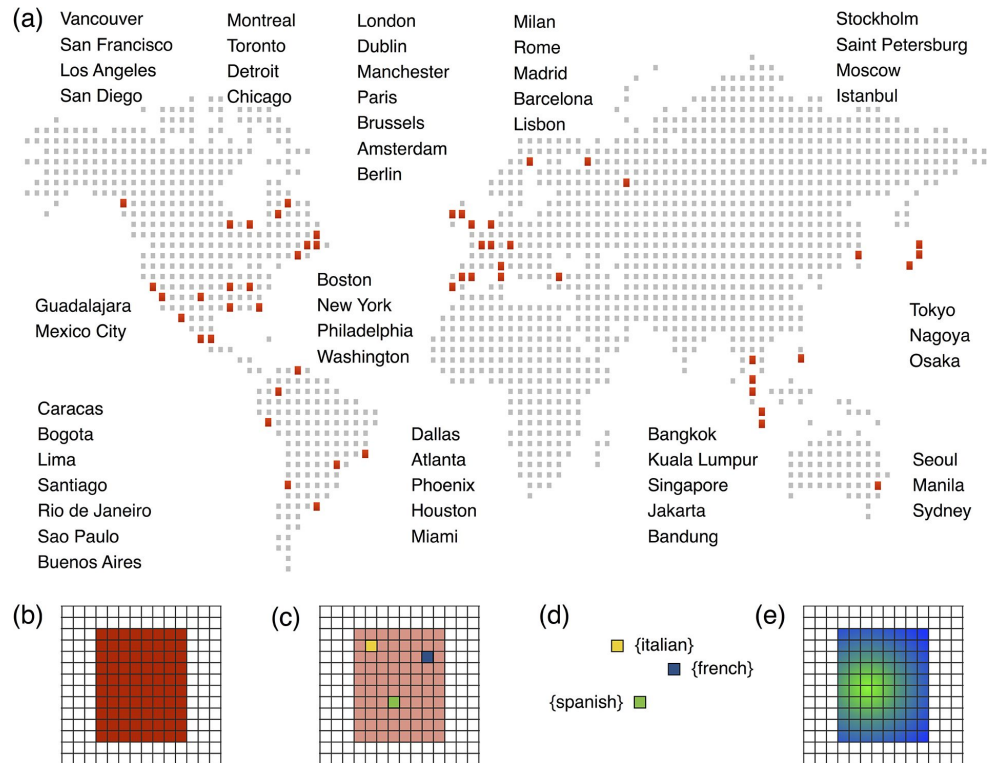 (a)
Vancouver
San Francisco
Los Angeles
San Diego
Montreal
Toronto
Detroit
Chicago
London
Dublin
Manchester
Paris
Brussels
Amsterdam
Berlin
Milan
Rome
Madrid
Barcelona
Lisbon
Stockholm
Saint Petersburg
Moscow
Istanbul
Guadalajara
Mexico City
Boston
New York
Philadelphia
Washington
Tokyo
Nagoya
Osaka
Caracas
Bogota
Lima
Santiago
Rio de Janeiro
Sao Paulo
Buenos Aires
Dallas
Atlanta
Phoenix
Houston
Miami
Bangkok
Kuala Lumpur
Singapore
Jakarta
Bandung
Seoul
Manila
Sydney
(b)
(c)
(d)
{italian}
{french}
{spanish}
(e)